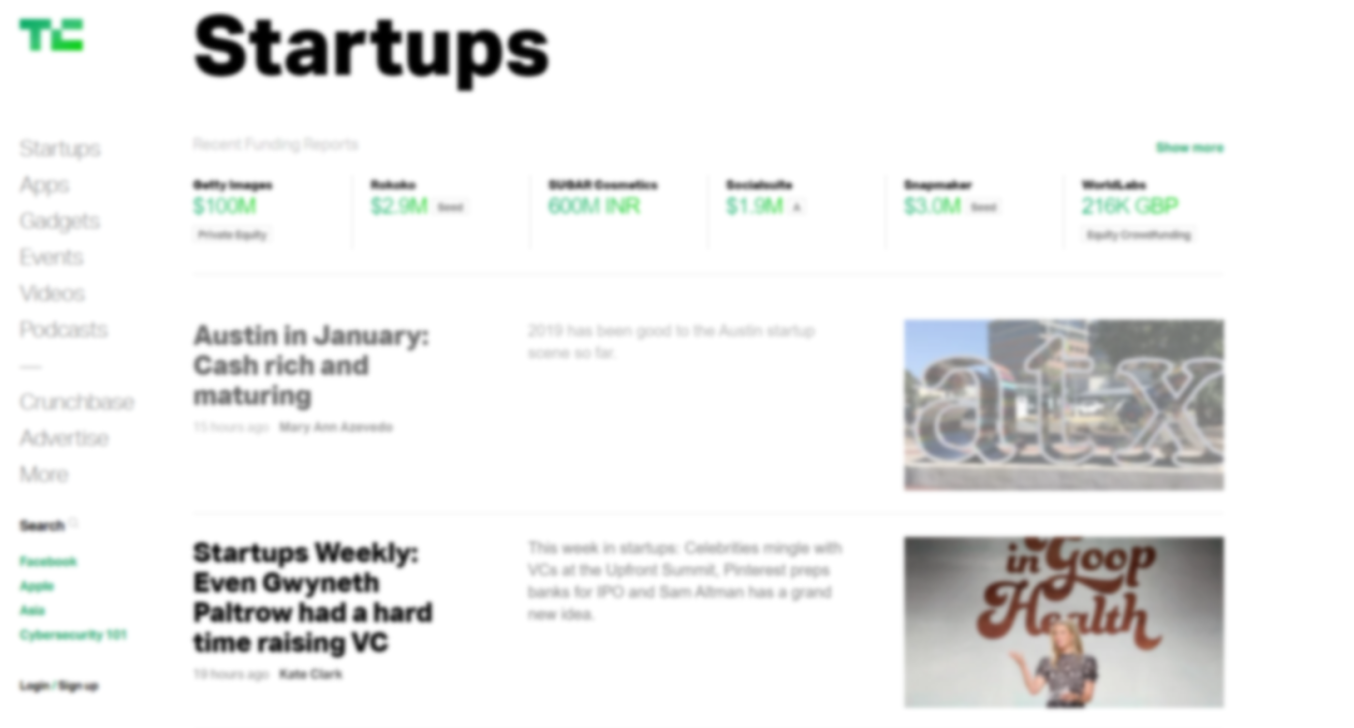 TC
Startups
Startups
Apps
Gadgets
Events
Videos
Podcasts
—
Crunchbase
Advertise
More
Search
Facebook
Apple
Asia
Cybersecurity 101
Login / Sign up
Recent Funding Reports
Show more
Getty Images
$100M
Private Equity
Rokoko
$2.9M Seed
SUGAR Cosmetics
600M INR
Socialsuite
$1.9M A
Snapmaker
$3.0M Seed
WorldLabs
216K GBP
Equity Crowdfunding
Austin in January:
Cash rich and
maturing
15 hours ago Mary Ann Azevedo
2019 has been good to the Austin startup
scene so far.
atx
Startups Weekly:
Even Gwyneth
Paltrow had a hard
time raising VC
19 hours ago Kate Clark
This week in startups: Celebrities mingle with
VCs at the Upfront Summit, Pinterest preps
banks for IPO and Sam Altman has a grand
new idea.
in Goop
Health